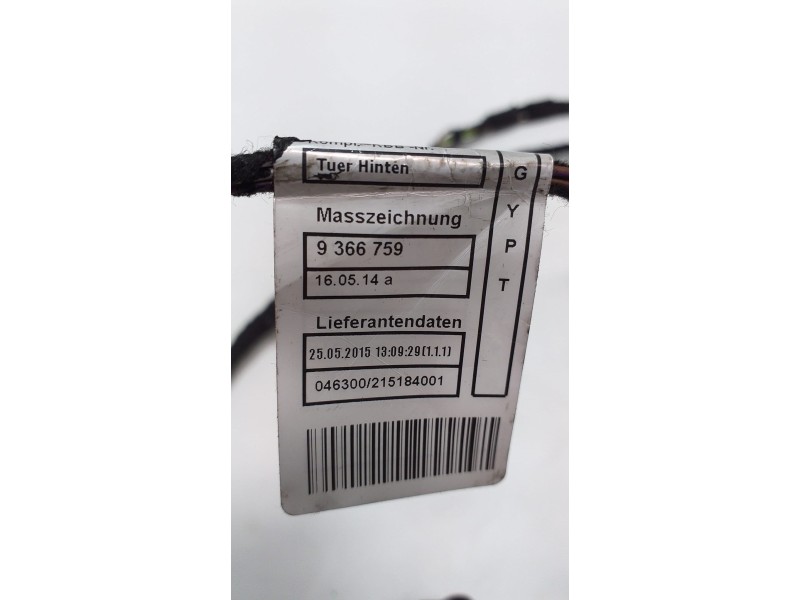 Tuer Hinten
Masszeichnung
9 366 759
16.05.14 a
Lieferantendaten
25.05.2015 13:09:29(1.1.1)
046300/215184001
G
Y
P
T